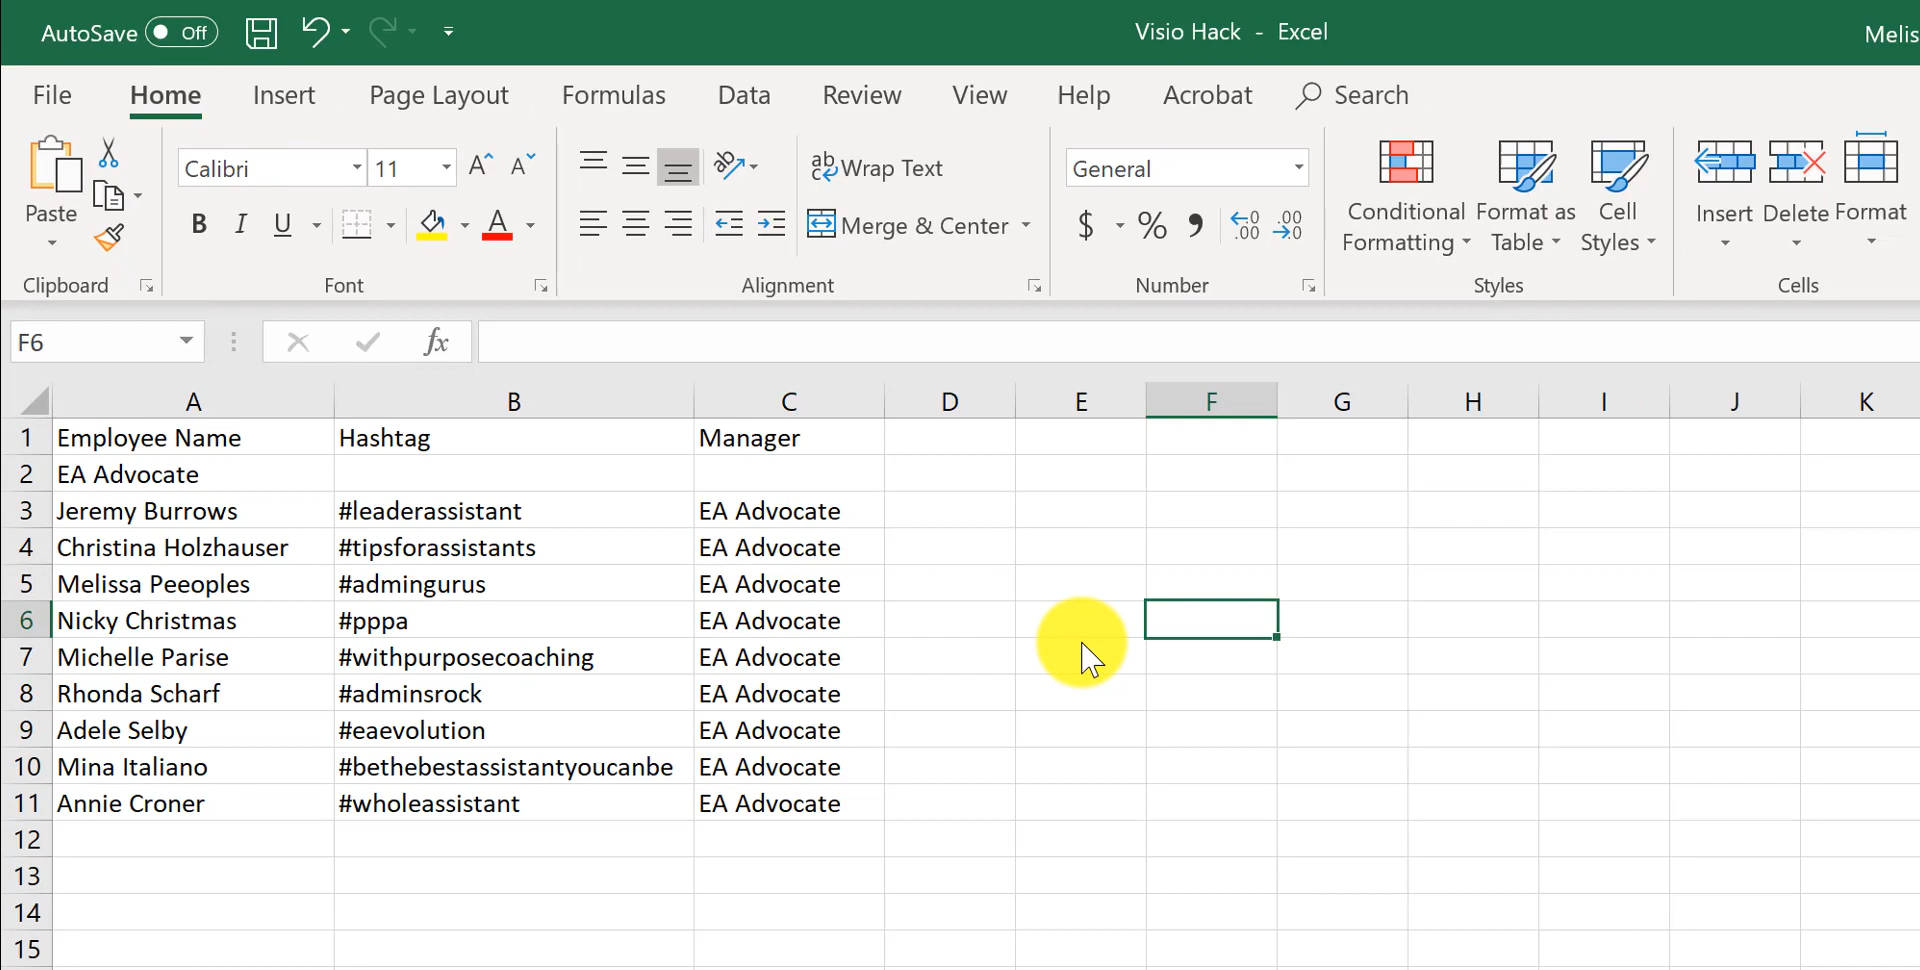 AutoSave Off
Visio Hack - Excel
Melis
File Home Insert Page Layout Formulas Data Review View Help Acrobat Search
Calibri 11 Wrap Text General
Paste B I U Merge & Center $ % Conditional Formatting Format as Table Cell Styles Insert Delete Format
Clipboard Font Alignment Number Styles Cells
F6 fx
A B C D E F G H I J K
1 Employee Name Hashtag Manager
2 EA Advocate
3 Jeremy Burrows #leaderassistant EA Advocate
4 Christina Holzhauser #tipsforassistants EA Advocate
5 Melissa Peeoples #admingurus EA Advocate
6 Nicky Christmas #pppa EA Advocate
7 Michelle Parise #withpurposecoaching EA Advocate
8 Rhonda Scharf #adminsrock EA Advocate
9 Adele Selby #eaevolution EA Advocate
10 Mina Italiano #bethebestassistantyoucanbe EA Advocate
11 Annie Croner #wholeassistant EA Advocate
12
13
14
15